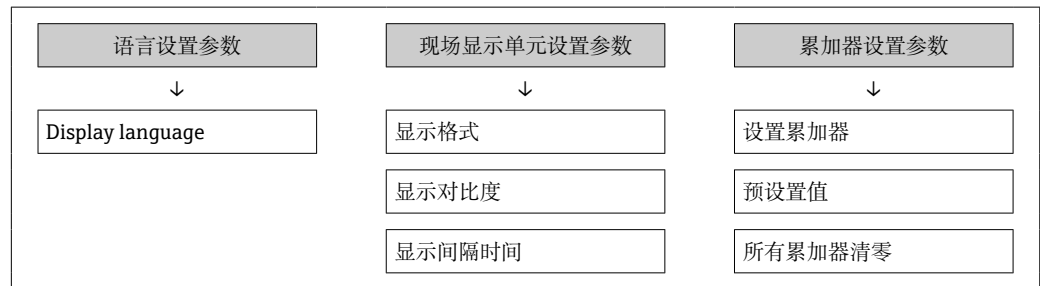 语言设置参数
现场显示单元设置参数
累加器设置参数
↓
↓
↓
Display language
显示格式
设置累加器
显示对比度
预设置值
显示间隔时间
所有累加器清零